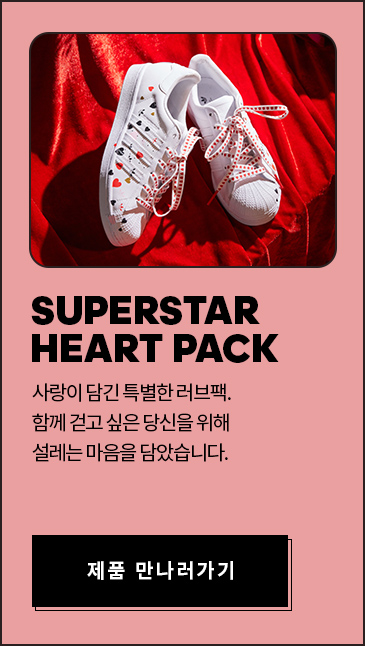 SUPERSTAR
HEART PACK
사랑이 담긴 특별한 러브팩.
함께 걷고 싶은 당신을 위해
설레는 마음을 담았습니다.
제품 만나러가기